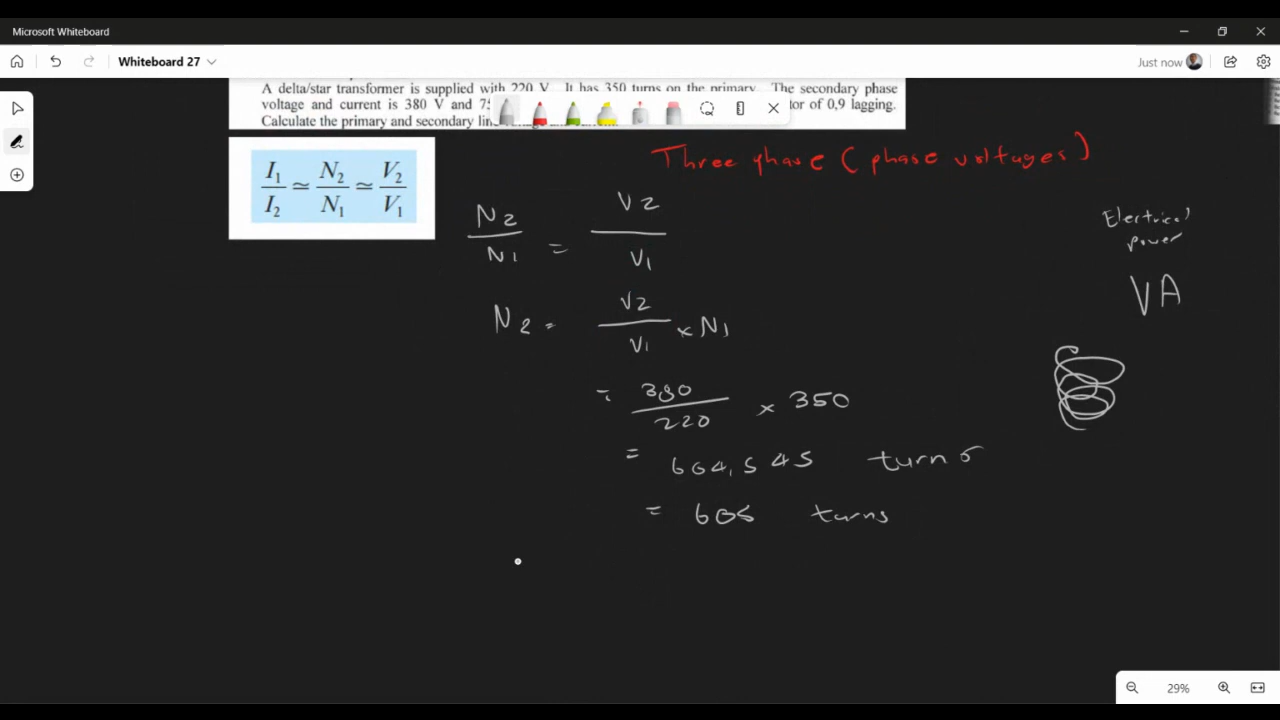 Microsoft Whiteboard
Whiteboard 27
Just now
A delta/star transformer is supplied with 220 V. It has 350 turns on the primary. The secondary phase
voltage and current is 380 V and 75 tor of 0,9 lagging.
Calculate the primary and secondary line
I1/I2 ≃ N2/N1 ≃ V2/V1
Three phase (phase voltages)
N2/N1 = V2/V1
Electrical
power
VA
N2 = V2/V1 × N1
= 380/220 × 350
= 604,545 turns
= 605 turns
29%